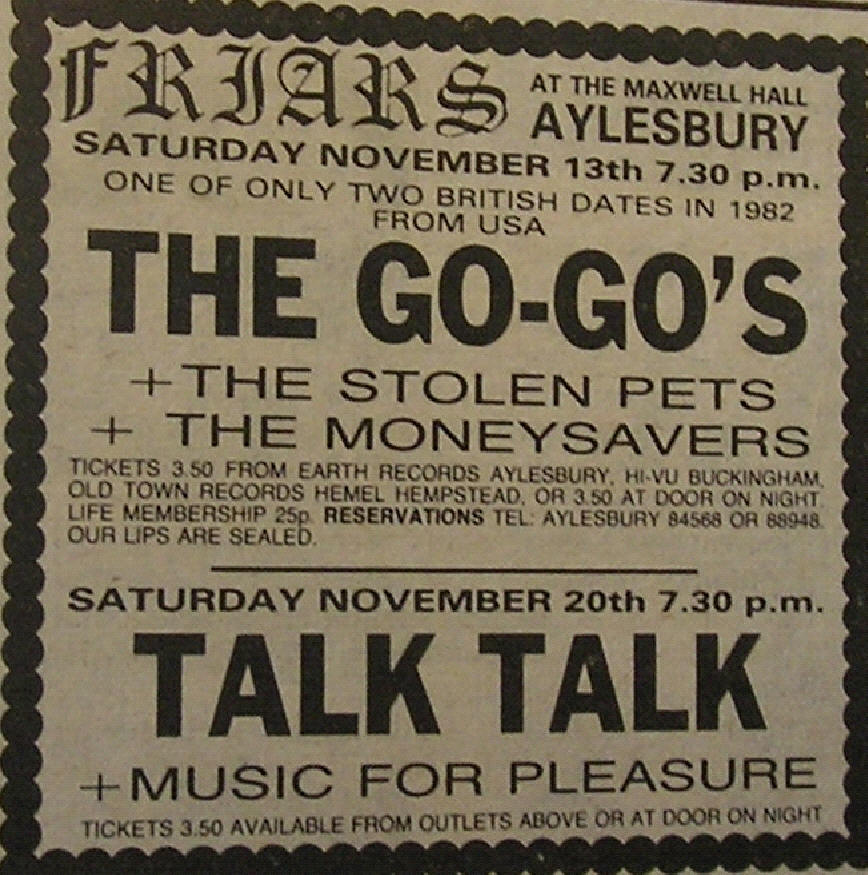 FRIARS AT THE MAXWELL HALL
AYLESBURY
SATURDAY NOVEMBER 13th 7.30 p.m.
ONE OF ONLY TWO BRITISH DATES IN 1982
FROM USA
THE GO-GO'S
+THE STOLEN PETS
+ THE MONEYSAVERS
TICKETS 3.50 FROM EARTH RECORDS AYLESBURY, HI-VU BUCKINGHAM,
OLD TOWN RECORDS HEMEL HEMPSTEAD, OR 3.50 AT DOOR ON NIGHT.
LIFE MEMBERSHIP 25p. RESERVATIONS TEL: AYLESBURY 84568 OR 88948.
OUR LIPS ARE SEALED.
SATURDAY NOVEMBER 20th 7.30 p.m.
TALK TALK
+MUSIC FOR PLEASURE
TICKETS 3.50 AVAILABLE FROM OUTLETS ABOVE OR AT DOOR ON NIGHT